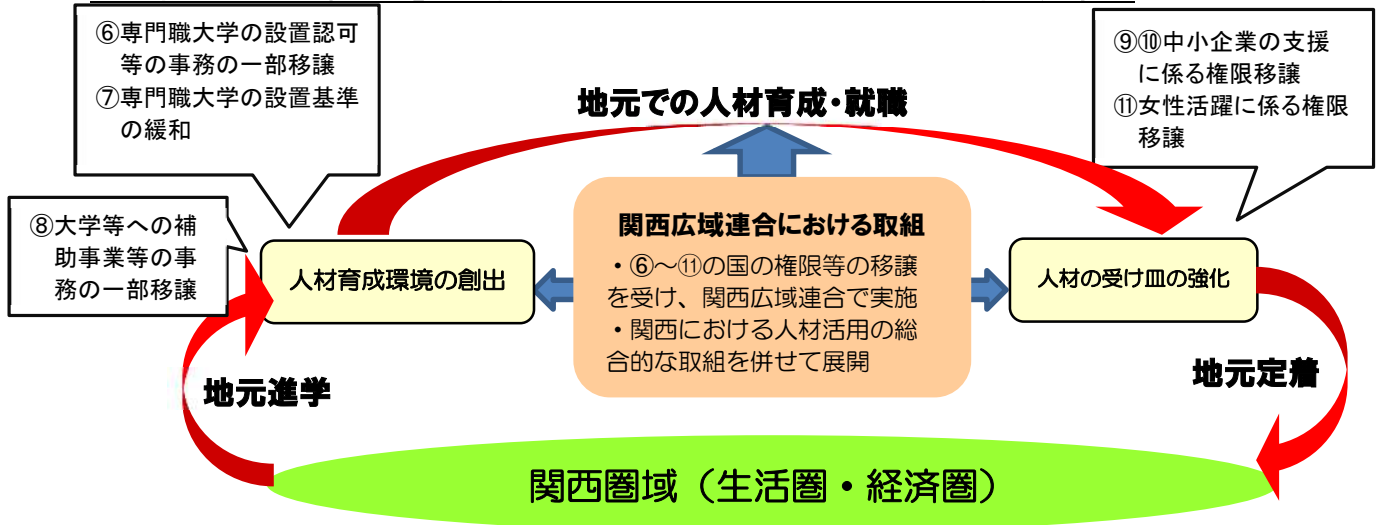 ⑥専門職大学の設置認可
等の事務の一部移譲
⑦専門職大学の設置基準
の緩和
⑨⑩中小企業の支援
に係る権限移譲
⑪女性活躍に係る権限
移譲
地元での人材育成・就職
⑧大学等への補
助事業等の事
務の一部移譲
人材育成環境の創出
関西広域連合における取組
・⑥～⑪の国の権限等の移譲
を受け、関西広域連合で実施
・関西における人材活用の総
合的な取組を併せて展開
人材の受け皿の強化
地元進学
地元定着
関西圏域（生活圏・経済圏）